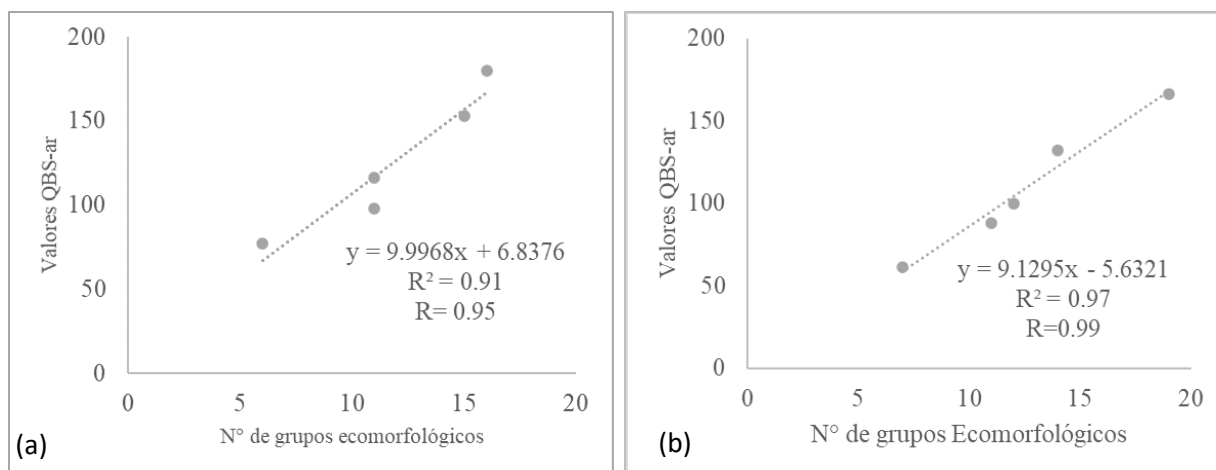 200
150
100
50
0
Valores QBS-ar
y = 9.9968x + 6.8376
R² = 0.91
R= 0.95
0 5 10 15 20
N° de grupos ecomorfológicos
(a)
200
150
100
50
0
Valores QBS-ar
y = 9.1295x - 5.6321
R² = 0.97
R=0.99
0 5 10 15 20
N° de grupos Ecomorfológicos
(b)